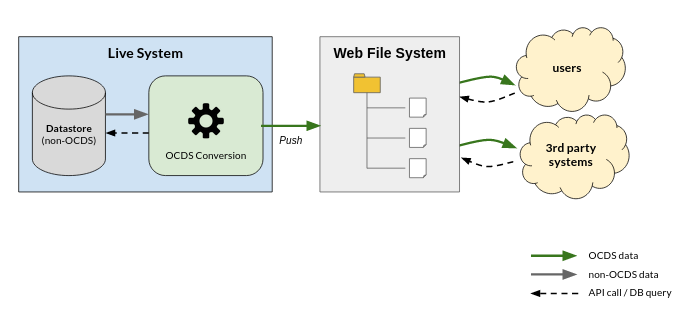 Live System
Datastore
(non-OCDS)
OCDS Conversion
Push
Web File System
users
3rd party
systems
OCDS data
non-OCDS data
API call / DB query